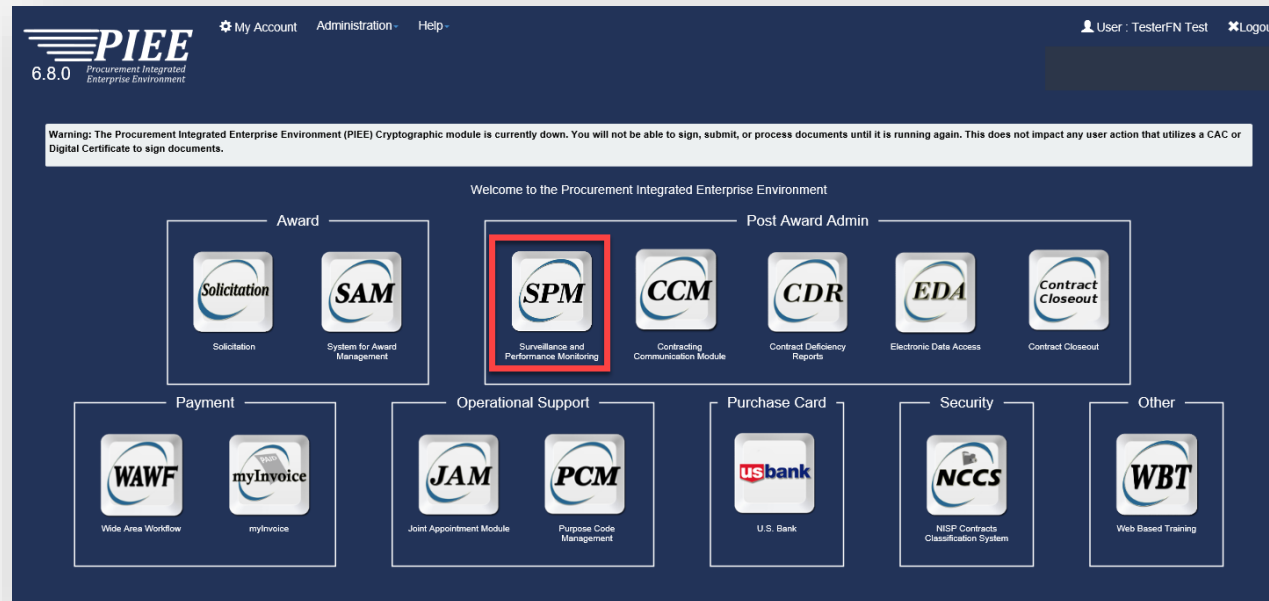 My Account Administration Help
User : TesterFN Test Logou
PIEE
6.8.0 Procurement Integrated
Enterprise Environment
Warning: The Procurement Integrated Enterprise Environment (PIEE) Cryptographic module is currently down. You will not be able to sign, submit, or process documents until it is running again. This does not impact any user action that utilizes a CAC or
Digital Certificate to sign documents.
Welcome to the Procurement Integrated Enterprise Environment
Award
Solicitation
SAM
Solicitation
System for Award
Management
Post Award Admin
SPM
CCM
CDR
EDA
Contract
Closeout
Surveillance and
Performance Monitoring
Contracting
Communication Module
Contract Deficiency
Reports
Electronic Data Access
Contract Closeout
Payment
WAWF
myInvoice
Wide Area Workflow
myInvoice
Operational Support
JAM
PCM
Joint Appointment Module
Purpose Code
Management
Purchase Card
usbank
U.S. Bank
Security
NCCS
NISP Contracts
Classification System
Other
WBT
Web Based Training